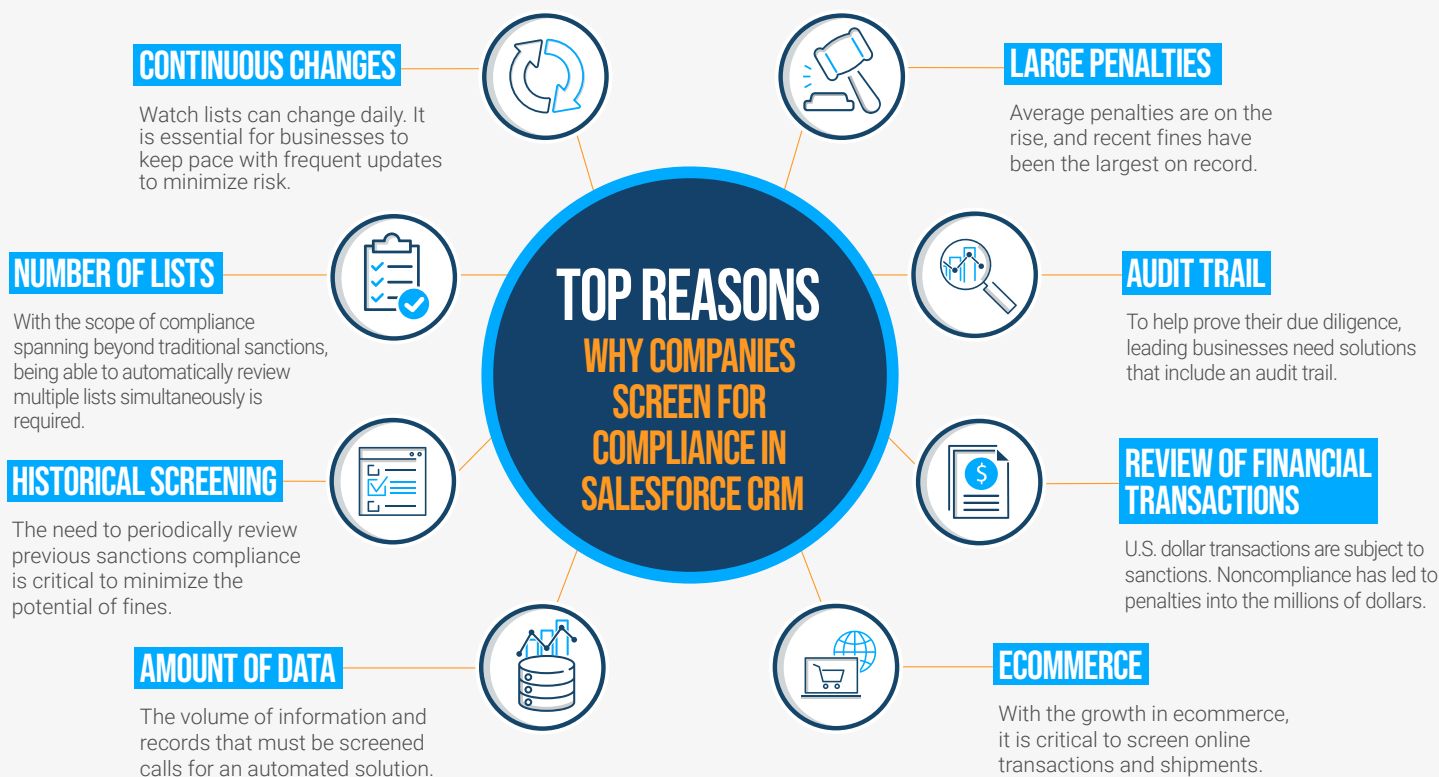 TOP REASONS
WHY COMPANIES
SCREEN FOR
COMPLIANCE IN
SALESFORCE CRM
CONTINUOUS CHANGES
Watch lists can change daily. It
is essential for businesses to
keep pace with frequent updates
to minimize risk.
NUMBER OF LISTS
With the scope of compliance
spanning beyond traditional sanctions,
being able to automatically review
multiple lists simultaneously is
required.
HISTORICAL SCREENING
The need to periodically review
previous sanctions compliance
is critical to minimize the
potential of fines.
AMOUNT OF DATA
The volume of information and
records that must be screened
calls for an automated solution.
LARGE PENALTIES
Average penalties are on the
rise, and recent fines have
been the largest on record.
AUDIT TRAIL
To help prove their due diligence,
leading businesses need solutions
that include an audit trail.
$
REVIEW OF FINANCIAL
TRANSACTIONS
U.S. dollar transactions are subject to
sanctions. Noncompliance has led to
penalties into the millions of dollars.
ECOMMERCE
With the growth in ecommerce,
it is critical to screen online
transactions and shipments.